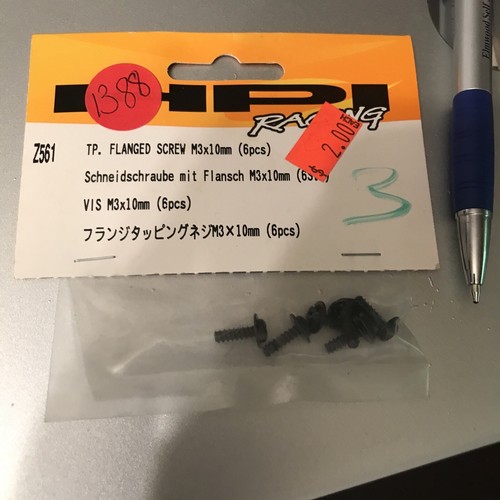 1388
HPI
RACING
$ 2.00 EACH
Z561
TP. FLANGED SCREW M3x10mm (6pcs)
Schneidschraube mit Flansch M3x10mm
VIS M3x10mm (6pcs)
フランジタッピングネジM3×10mm (6pcs)
3